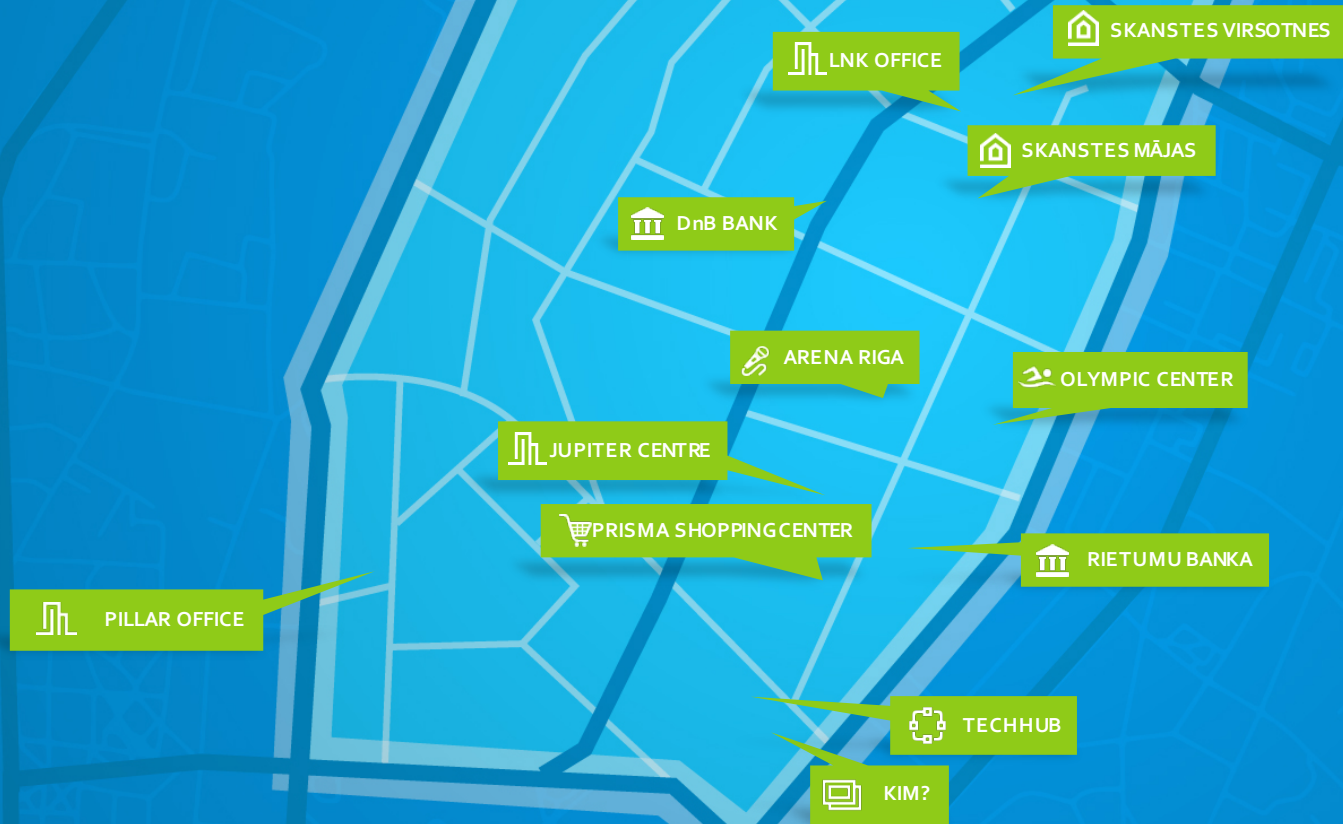 SKANSTES VIRSOTNES
LNK OFFICE
SKANSTES MĀJAS
DnB BANK
ARENA RIGA
OLYMPIC CENTER
JUPITER CENTRE
PRISMA SHOPPING CENTER
RIETUMU BANKA
PILLAR OFFICE
TECHHUB
KIM?